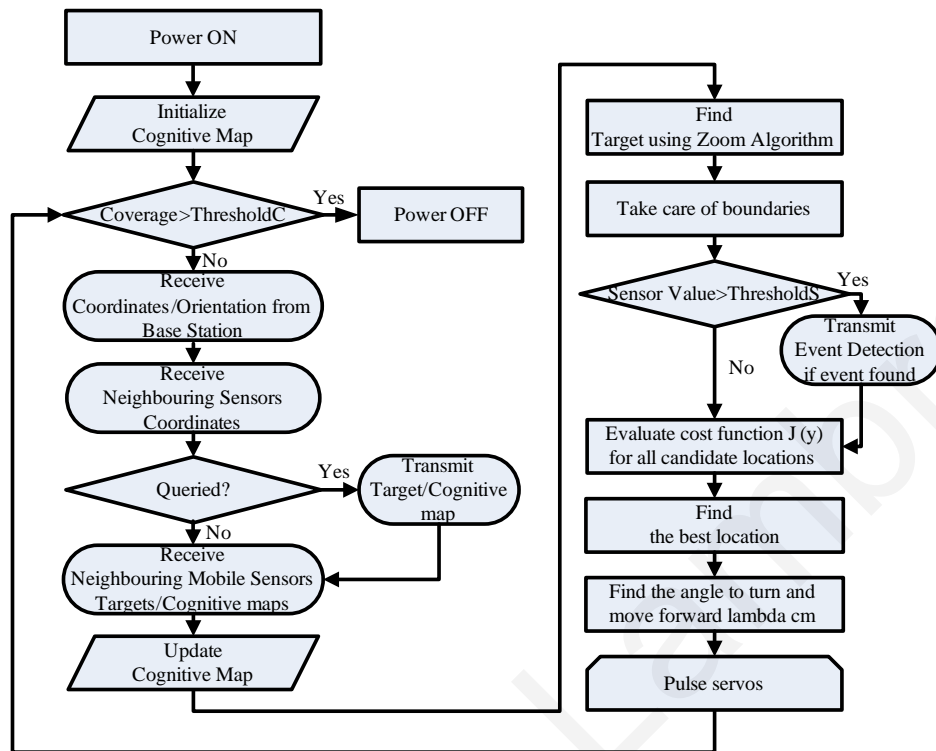 Power ON
Initialize
Cognitive Map
Coverage>ThresholdC
Yes
Power OFF
No
Receive
Coordinates/Orientation from
Base Station
Receive
Neighbouring Sensors
Coordinates
Queried?
Yes
Transmit
Target/Cognitive
map
No
Receive
Neighbouring Mobile Sensors
Targets/Cognitive maps
Update
Cognitive Map
Find
Target using Zoom Algorithm
Take care of boundaries
Sensor Value>ThresholdS
Yes
Transmit
Event Detection
if event found
No
Evaluate cost function J (y)
for all candidate locations
Find
the best location
Find the angle to turn and
move forward lambda cm
Pulse servos